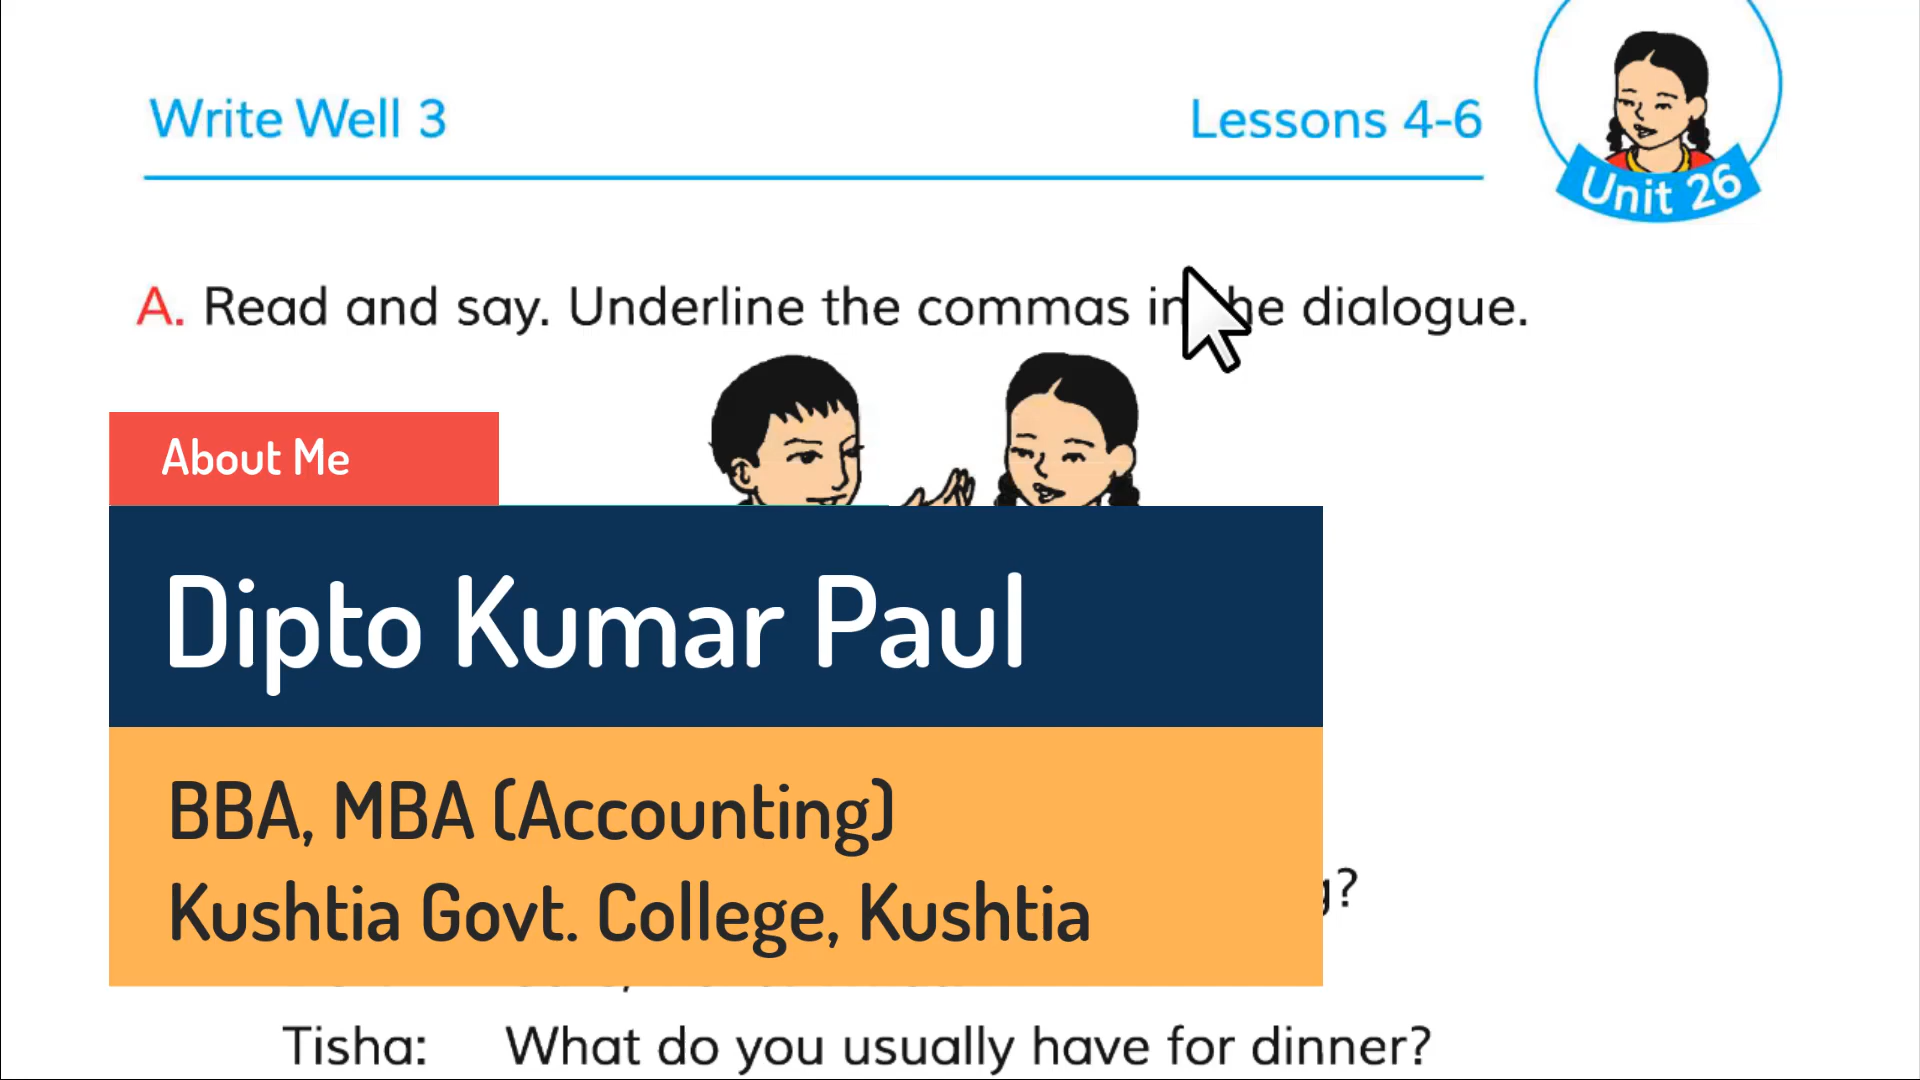 Write Well 3
Lessons 4-6
Unit 26
A. Read and say. Underline the commas in the dialogue.
About Me
Dipto Kumar Paul
BBA, MBA (Accounting)
Kushtia Govt. College, Kushtia
Tisha: What do you usually have for dinner?